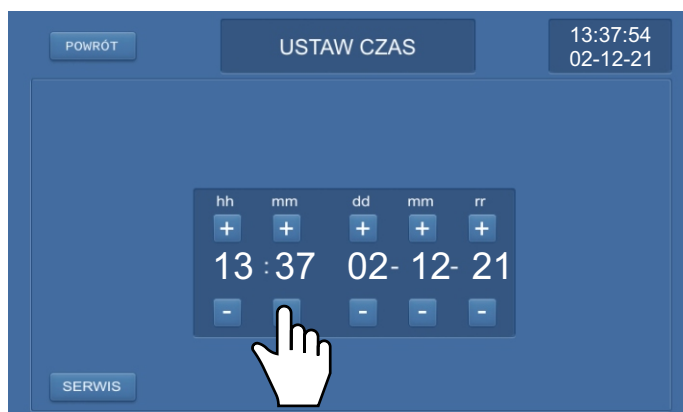 POWRÓT
USTAW CZAS
13:37:54
02-12-21
hh mm dd mm rr
+ + + + +
13 : 37 02 - 12 - 21
- - - -
SERWIS